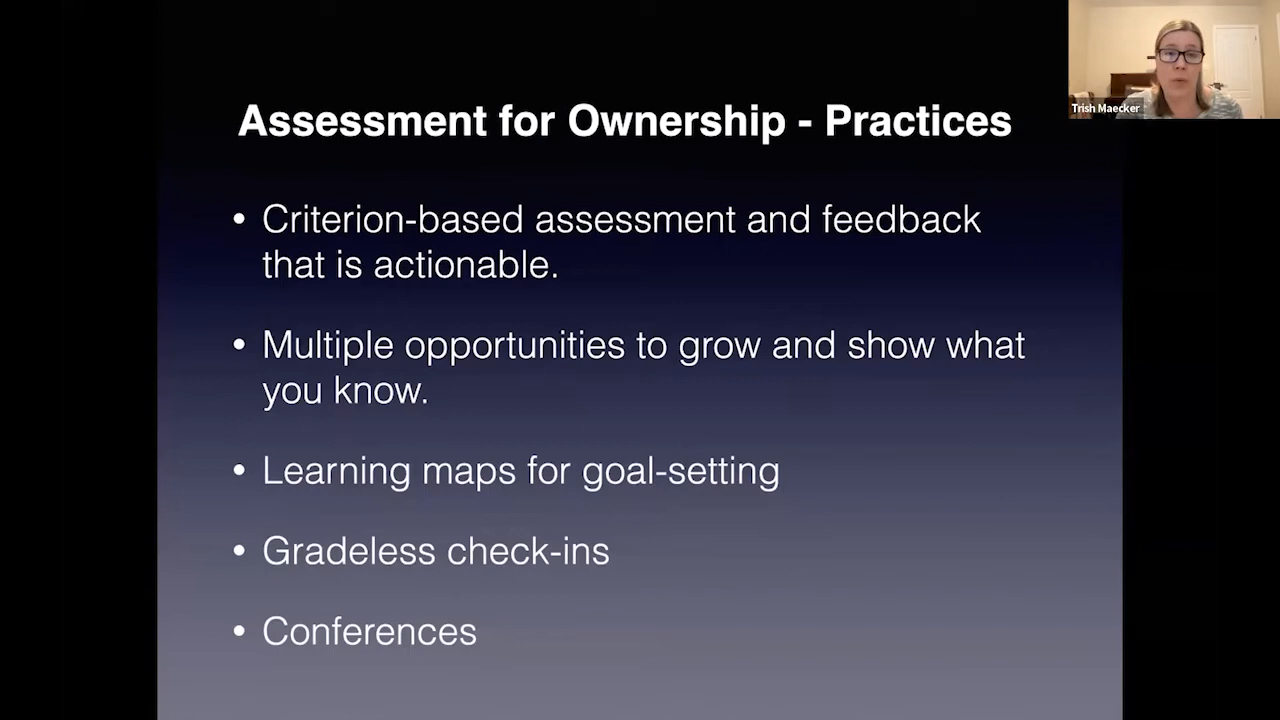 Assessment for Ownership - Practices
Trish Maecker
• Criterion-based assessment and feedback
that is actionable.
• Multiple opportunities to grow and show what
you know.
• Learning maps for goal-setting
• Gradeless check-ins
• Conferences